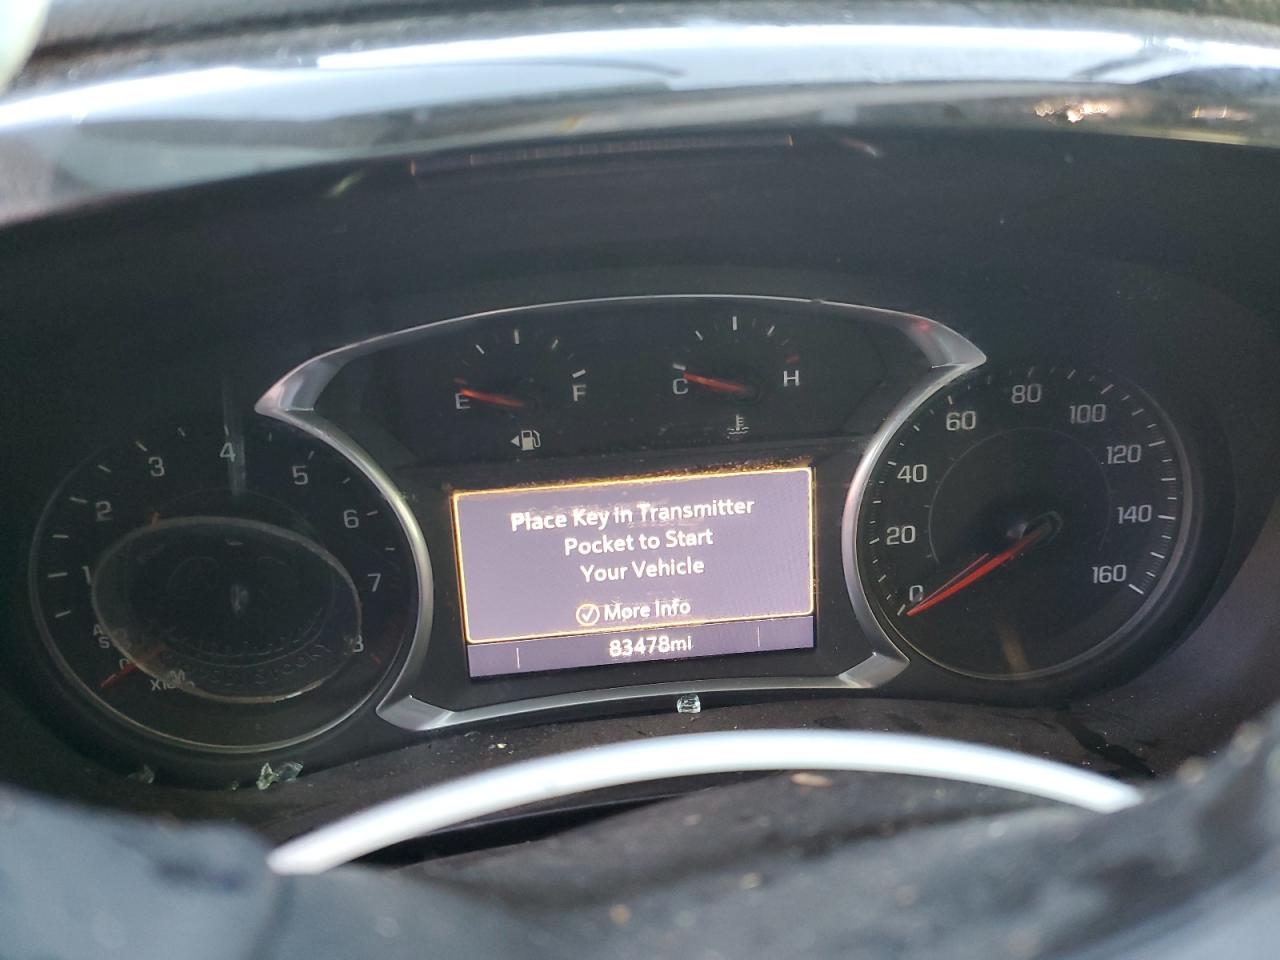 E
F
C
H
1
2
3
4
5
6
7
8
0
0
20
40
60
80
100
120
140
160
Place Key in Transmitter
Pocket to Start
Your Vehicle
More Info
83478mi